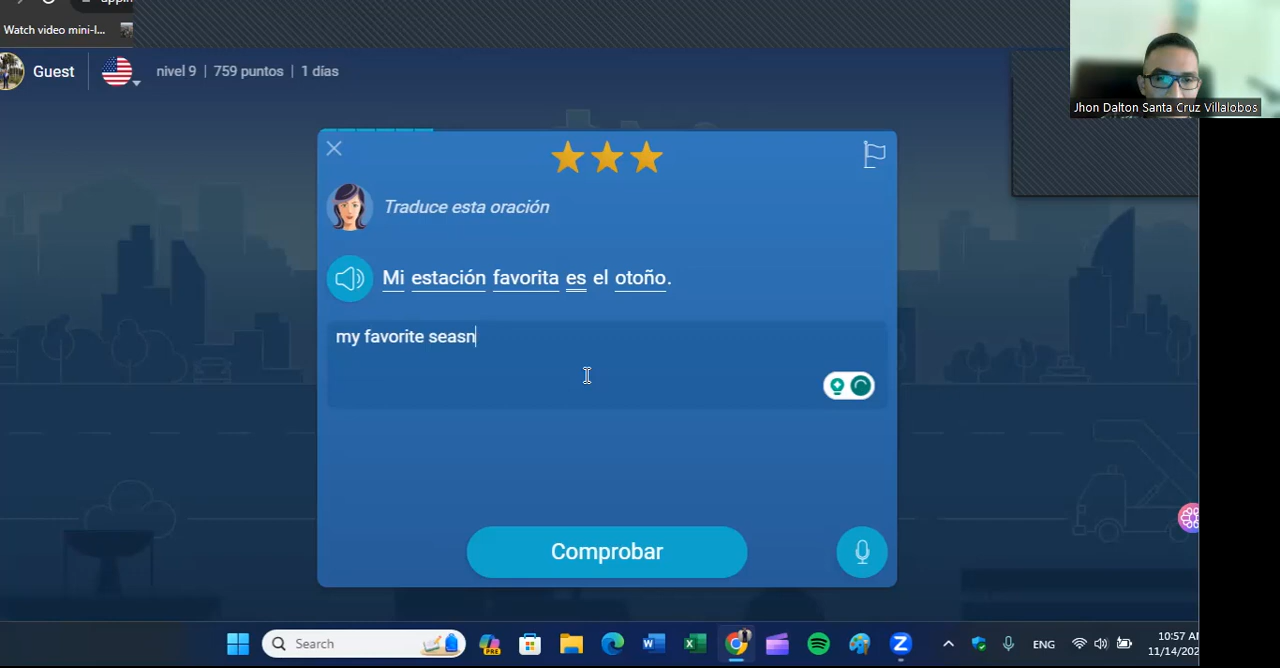 Watch video mini-l...
Guest
nivel 9 | 759 puntos | 1 días
Jhon Dalton Santa Cruz Villalobos
Traduce esta oración
Mi estación favorita es el otoño.
my favorite seasn
Comprobar
Search
PRE
ENG
10:57 A
11/14/202